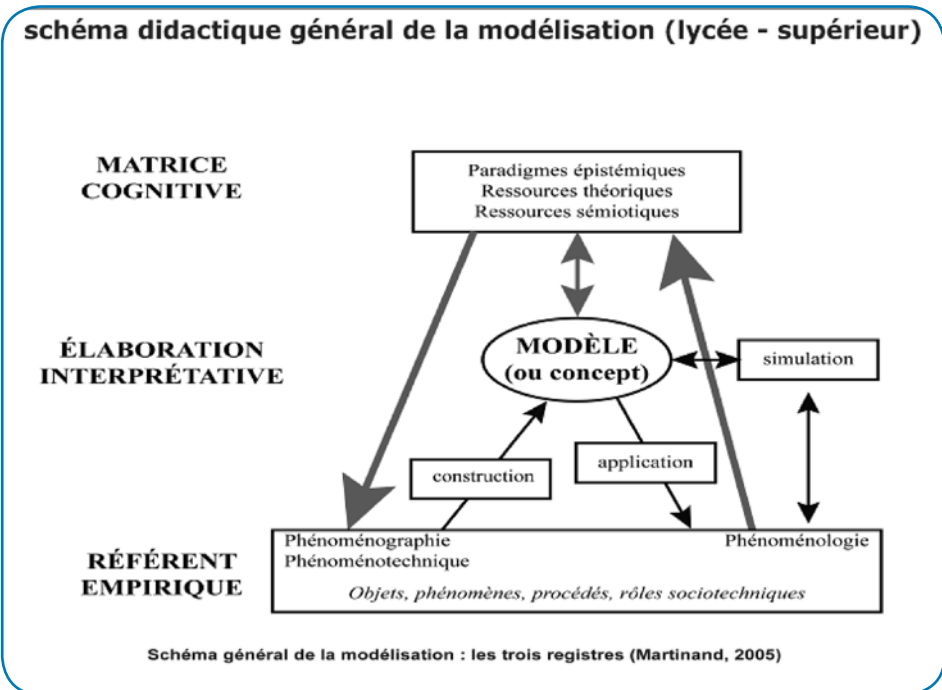 schéma didactique général de la modélisation (lycée - supérieur)
MATRICE
COGNITIVE
Paradigmes épistémiques
Ressources théoriques
Ressources sémiotiques
ÉLABORATION
INTERPRÉTATIVE
MODÈLE
(ou concept)
simulation
construction
application
RÉFÉRENT
EMPIRIQUE
Phénoménographie
Phénoménotechnique
Phénoménologie
Objets, phénomènes, procédés, rôles sociotechniques
Schéma général de la modélisation : les trois registres (Martinand, 2005)